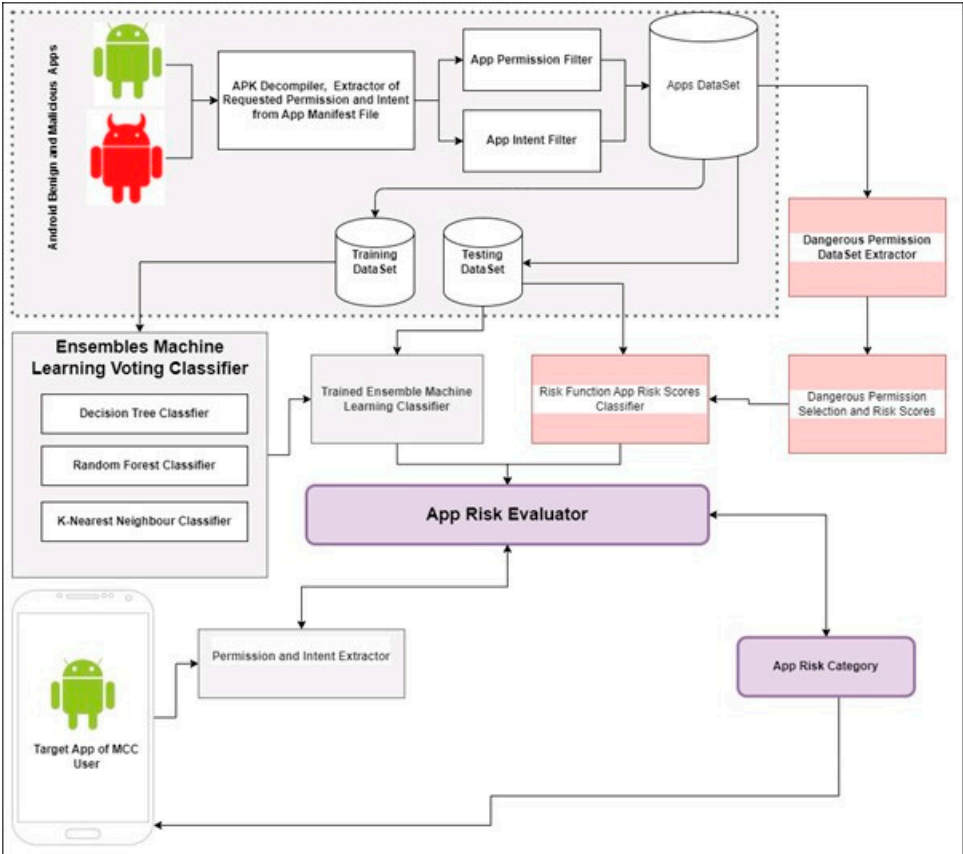 Android Benign and Malicious Apps
APK Decompiler, Extractor of
Requested Permission and Intent
from App Manifest File
App Permission Filter
App Intent Filter
Apps DataSet
Training
DataSet
Testing
DataSet
Dangerous Permission
DataSet Extractor
Ensembles Machine
Learning Voting Classifier
Decision Tree Classfier
Random Forest Classifier
K-Nearest Neighbour Classifier
Trained Ensemble Machine
Learning Classifier
Risk Function App Risk Scores
Classifier
Dangerous Permission
Selection and Risk Scores
App Risk Evaluator
Permission and Intent Extractor
App Risk Category
Target App of MCC
User